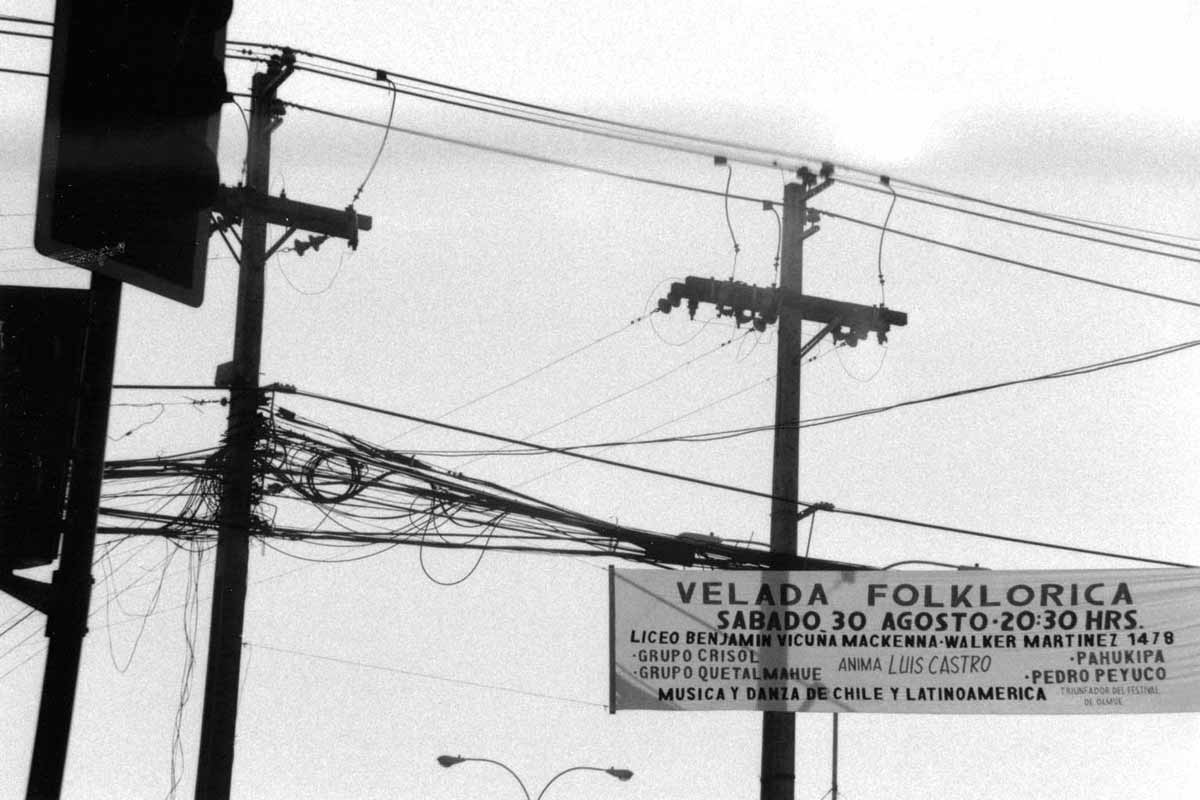 VELADA FOLKLORICA
SABADO 30 AGOSTO·20:30 HRS.
LICEO BENJAMIN VICUÑA MACKENNA·WALKER MARTINEZ 1478
·GRUPO CRISOL
·GRUPO QUETALMAHUE
ANIMA LUIS CASTRO
·PAHUKIPA
·PEDRO PEYUCO
TRIUNFADOR DEL FESTIVAL
DE OLMUE
MUSICA Y DANZA DE CHILE Y LATINOAMERICA